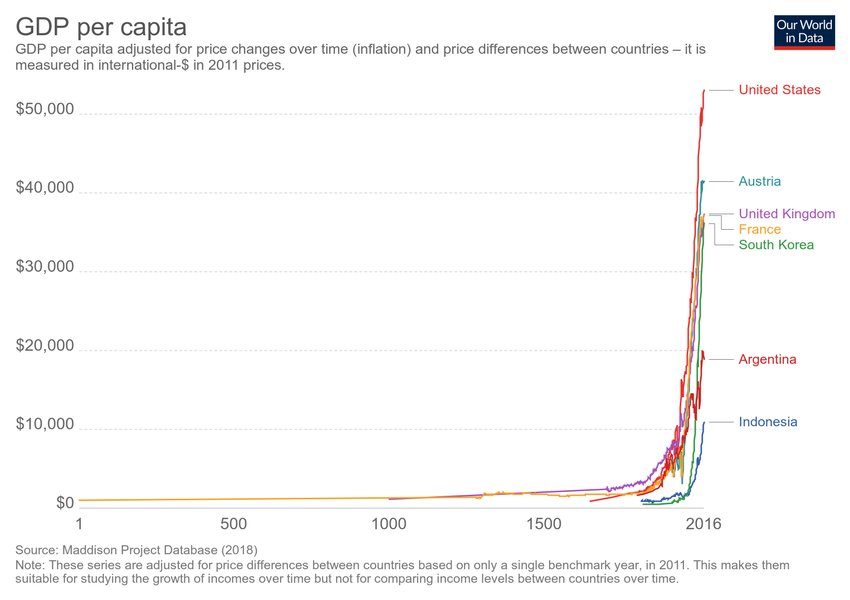 GDP per capita
Our World
in Data
GDP per capita adjusted for price changes over time (inflation) and price differences between countries – it is
measured in international-$ in 2011 prices.
$50,000
$40,000
$30,000
$20,000
$10,000
$0
United States
Austria
United Kingdom
France
South Korea
Argentina
Indonesia
1 500 1000 1500 2016
Source: Maddison Project Database (2018)
Note: These series are adjusted for price differences between countries based on only a single benchmark year, in 2011. This makes them
suitable for studying the growth of incomes over time but not for comparing income levels between countries over time.